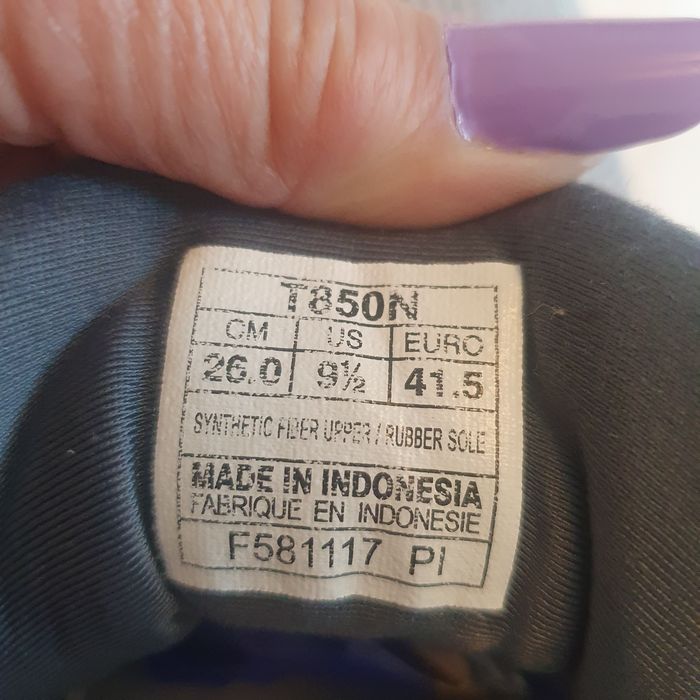 T850N
CM US EURO
26.0 9½ 41.5
SYNTHETIC FIDER UPPER / RUBBER SOLE
MADE IN INDONESIA
FABRIQUE EN INDONESIE
F581117 PI